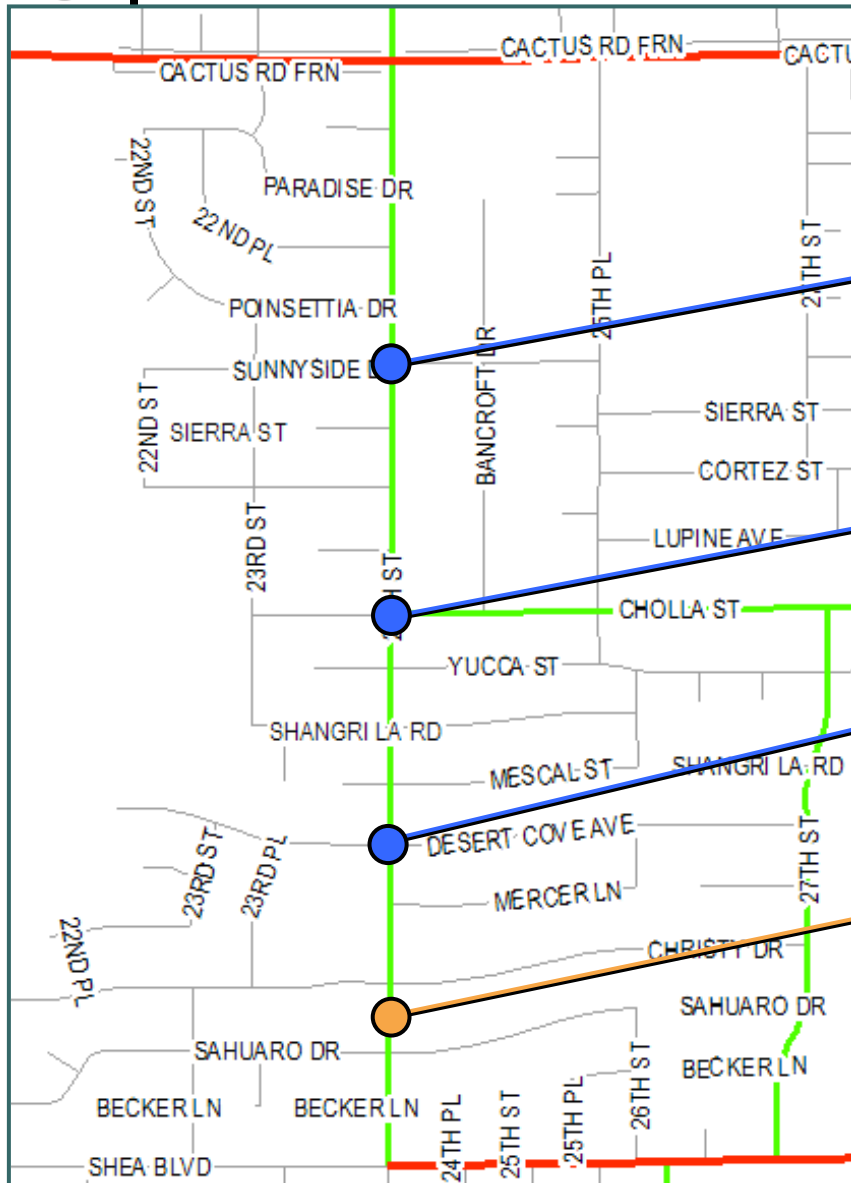 CACTUS RD FRN
CACTU
CACTUS RD FRN
22ND ST
PARADISE DR
22ND PL
27TH ST
25TH PL
POINSETTIA DR
BANCROFT DR
SUNNYSIDE
22ND ST
SIERRA ST
SIERRA ST
CORTEZ ST
23RD ST
LUPINE AVE
H ST
CHOLLA ST
YUCCA ST
SHANGRI LA RD
MESCAL ST
SHANGRI LA RD
DESERT COVE AVE
23RD ST
23RD PL
27TH ST
MERCER LN
22ND PL
CHRISTY DR
SAHUARO DR
SAHUARO DR
BECKER LN
26TH ST
BECKER LN
BECKER LN
24TH PL
25TH ST
25TH PL
SHEA BLVD